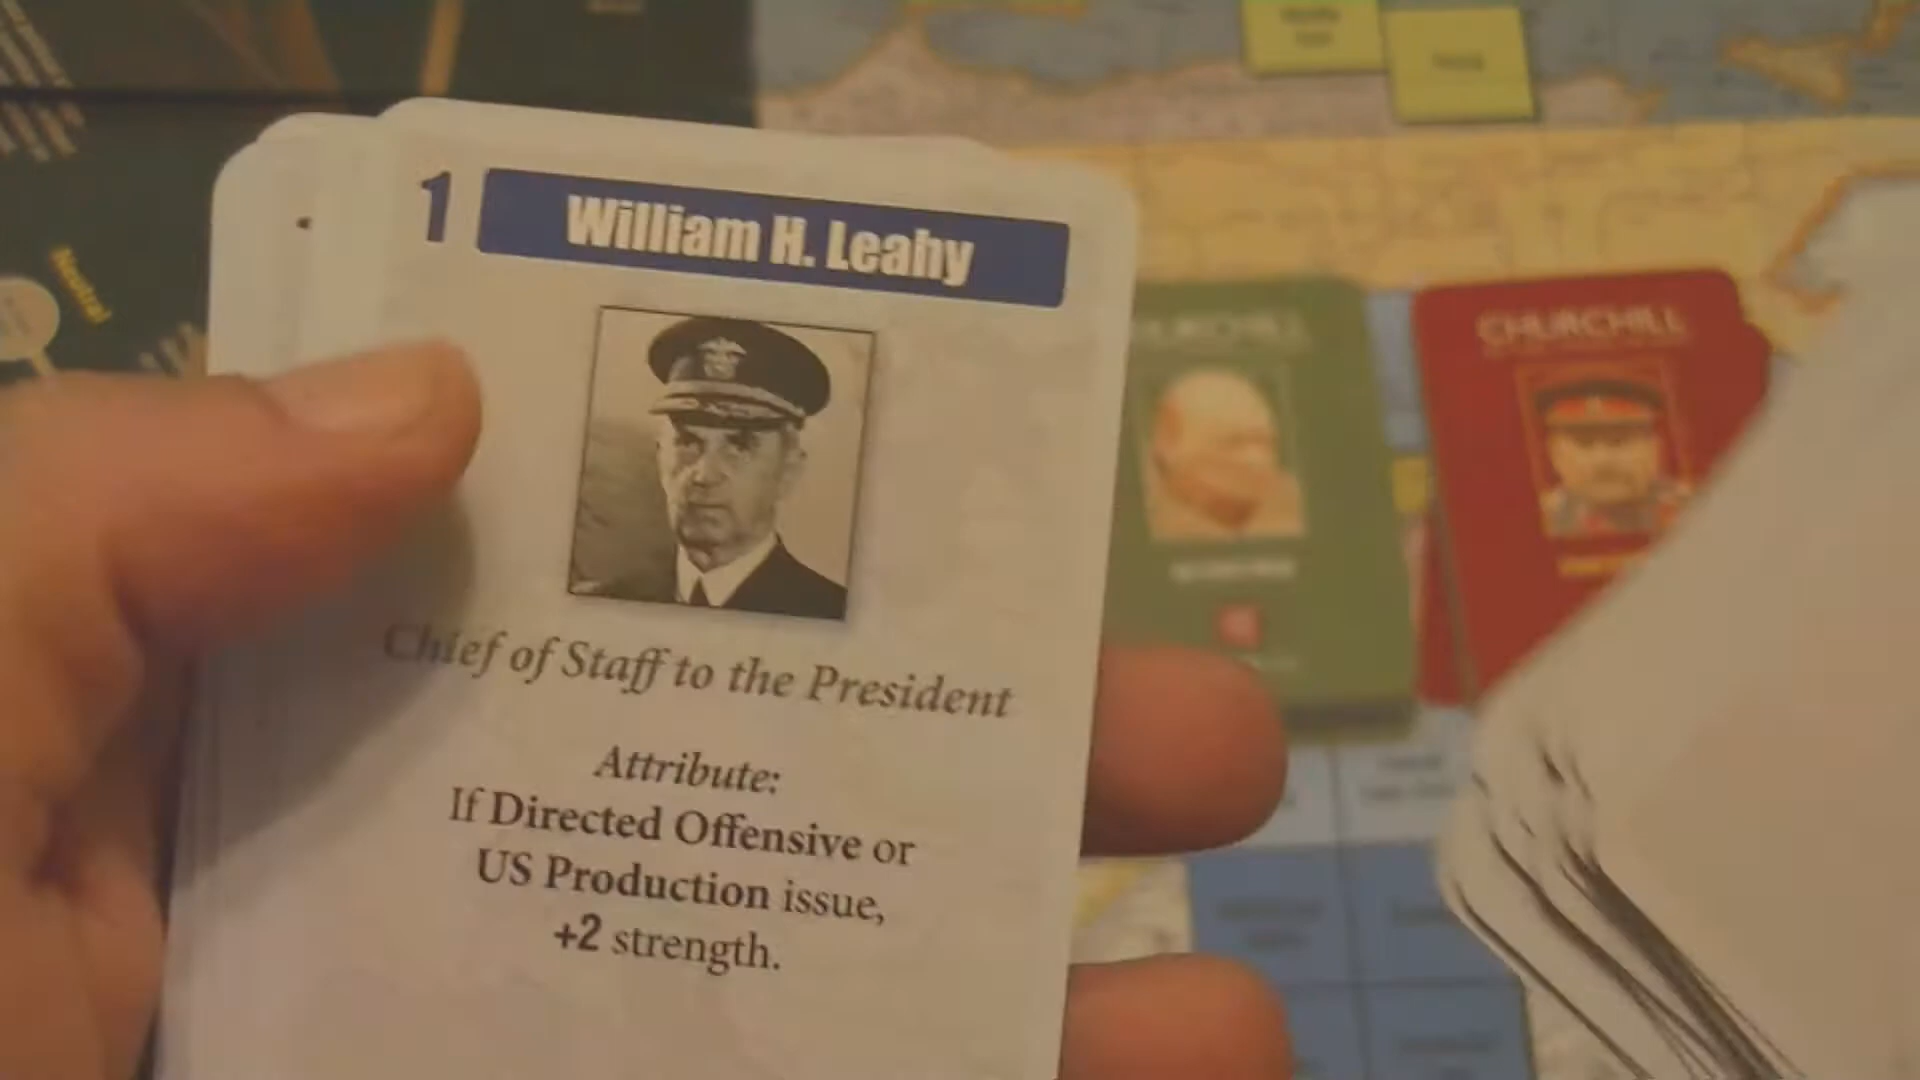 1 William H. Leahy
Chief of Staff to the President
Attribute:
If Directed Offensive or
US Production issue,
+2 strength.
CHURCHILL
CHURCHILL
Neutral